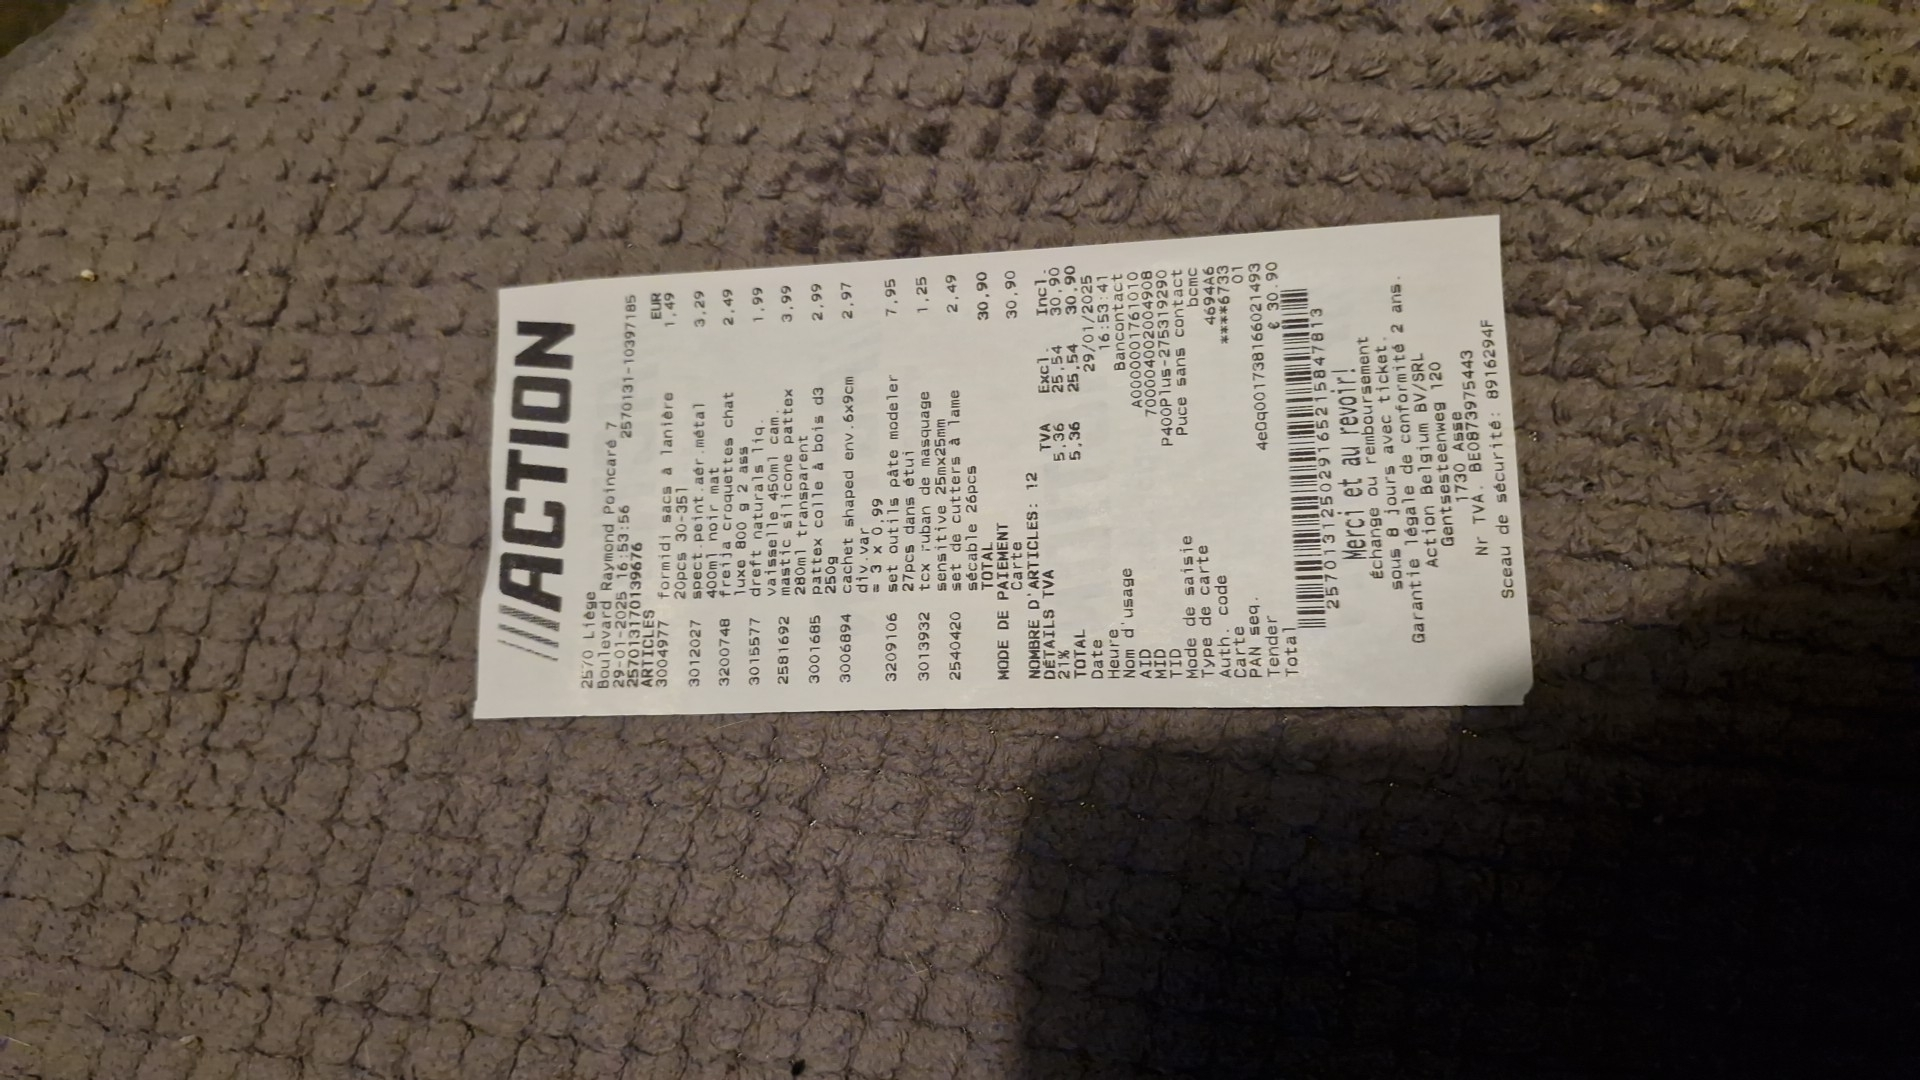 ACTION
2570 Liège
Boulevard Raymond Poincaré 7
29-01-2025 16:53:56 2570131-10397185
257013170139676
ARTICLES EUR
3004977 formidi sacs à lanière 1,49
20pcs 30-35l
3012027 spect.peint.aér.métal 3,29
400ml noir mat
3200748 freija croquettes chat 2,49
luxe 800 g 2 ass
3015577 dreft naturals liq. 1,99
vaisselle 450ml cam.
2581692 mastic silicone pattex 3,99
280ml transparent
3001685 pattex colle à bois d3 2,99
250g
3006894 cachet shaped env.6x9cm 2,97
div.var
= 3 x 0,99
3209106 set outils pâte modeler 7,95
27pcs dans étui
3013932 tcx ruban de masquage 1,25
sensitive 25mx25mm
2540420 set de cutters à lame 2,49
sécable 26pcs
TOTAL 30,90
MODE DE PAIEMENT
Carte 30,90
NOMBRE D'ARTICLES: 12
DÉTAILS TVA TVA Excl. Incl.
21% 5,36 25,54 30,90
TOTAL 5,36 25,54 30,90
Date 29/01/2025
Heure 16:53:41
Nom d'usage Bancontact
AID A0000001761010
MID 70000400200490B
TID P400Plus-275319290
Mode de saisie Puce sans contact
Type de carte bcmc
Auth. code 4694A6
Carte ****6733
PAN seq. 01
Tender 4eQq001738166021493
Total € 30.90
25701312502916521584​7813
Merci et au revoir!
échange ou remboursement
sous 8 jours avec ticket.
Garantie légale de conformité 2 ans.
Action Belgium BV/SRL
Gentsesteenweg 120
1730 Asse
Nr TVA. BE0873975443
Sceau de sécurité: 8916294F